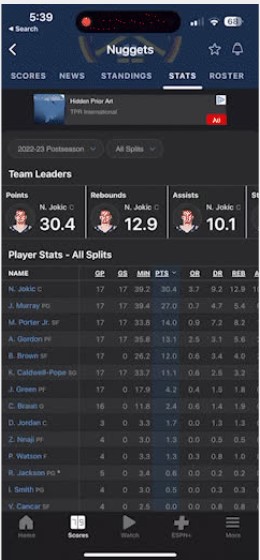 5:39
68
◀ Search
Nuggets
SCORES NEWS STANDINGS STATS ROSTER
Hidden Prior Art
TPR International
Ad
2022-23 Postseason All Splits
Team Leaders
Points Rebounds Assists St
N. Jokic C N. Jokic C N. Jokic C
30.4 12.9 10.1
Player Stats - All Splits
NAME GP GS MIN PTS OR DR REB A
N. Jokic C 17 17 39.2 30.4 3.7 9.2 12.9
J. Murray PG 17 17 39.4 27.0 0.7 4.7 5.4
M. Porter Jr. SF 17 17 33.8 14.0 0.9 7.2 8.2
A. Gordon PF 17 17 35.8 13.1 2.5 3.1 5.6
B. Brown SF 17 0 26.2 12.0 0.6 3.4 4.0
K. Caldwell-Pope SG 17 17 33.7 11.1 0.6 2.5 3.2
J. Green PF 17 0 17.9 4.2 0.4 1.5 1.8
C. Braun G 16 0 11.8 2.4 0.6 1.4 1.9
D. Jordan C 3 0 3.3 1.7 0.0 1.3 1.3
Z. Nnaji PF 4 0 3.0 1.3 0.0 0.5 0.5
P. Watson F 4 0 3.3 1.3 0.3 0.8 1.0
R. Jackson PG * 5 0 3.4 0.8 0.0 0.2 0.2
I. Smith PG 4 0 3.0 0.5 0.0 0.3 0.3
V. Cancar SF 4 0 2.5 0.0 0.0 0.8
Home Scores Watch ESPN+ More